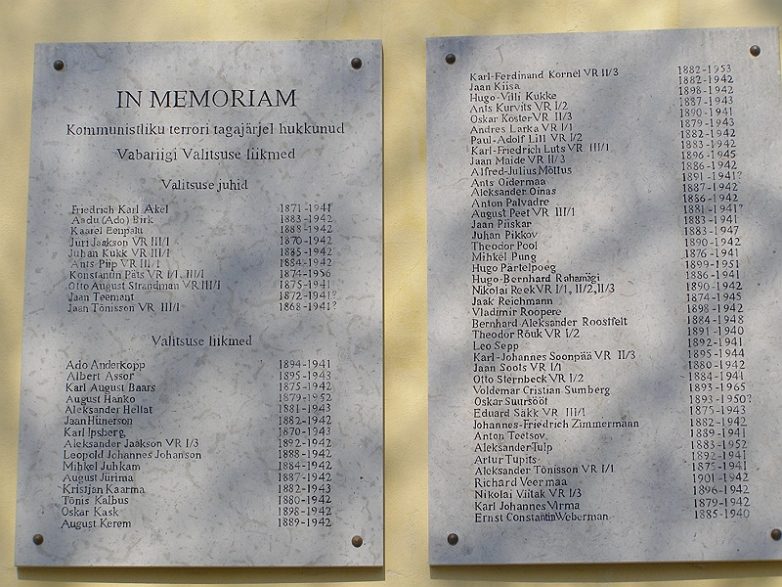 IN MEMORIAM
Kommunistliku terrori tagajärjel hukkunud
Vabariigi Valitsuse liikmed
Valitsuse juhid
Friedrich Karl Akel 1871-1941
Aadu (Ado) Birk 1883-1942
Kaarel Eenpalu 1888-1942
Jüri Jaakson VR III/1 1870-1942
Juhan Kukk VR III/1 1885-1942
Ants Piip VR III/1 1884-1942
Konstantin Päts VR I/1, III/1 1874-1956
Otto August Strandman VR III/1 1875-1941
Jaan Teemant 1872-1941?
Jaan Tõnisson VR III/1 1868-1941?
Valitsuse liikmed
Ado Anderkopp 1894-1941
Albert Assor 1895-1943
Karl August Baars 1875-1942
August Hanko 1879-1952
Aleksander Hellat 1881-1943
Jaan Hünerson 1882-1942
Karl Ipsberg 1870-1943
Aleksander Jaakson VR I/3 1892-1942
Leopold Johannes Johanson 1888-1942
Mihkel Juhkam 1884-1942
August Jürima 1887-1942
Kristjan Kaarma 1882-1943
Tõnis Kalbus 1880-1942
Oskar Kask 1898-1942
August Kerem 1889-1942
Karl-Ferdinand Kornel VR II/3 1882-1953
Jaan Kiisa 1882-1942
Hugo-Villi Kukke 1898-1942
Ants Kurvits VR I/2 1887-1943
Oskar Köster VR II/3 1890-1941
Andres Larka VR I/1 1879-1943
Paul-Adolf Lill VR I/2 1882-1942
Karl-Friedrich Luts VR III/1 1883-1942
Jaan Maide VR II/3 1896-1945
Alfred-Julius Mõttus 1886-1942
Ants Oidermaa 1891-1941?
Aleksander Oinas 1887-1942
Anton Palvadre 1886-1942
August Peet VR III/1 1881-1941?
Jaan Piiskar 1883-1941
Juhan Pikkov 1883-1947
Theodor Pool 1890-1942
Mihkel Pung 1876-1941
Hugo Pärtelpoeg 1899-1951
Hugo-Bernhard Rahamägi 1886-1941
Nikolai Reek VR I/1, II/2, II/3 1890-1942
Jaak Reichmann 1874-1945
Vladimir Roopere 1898-1942
Bernhard Aleksander Roostfelt 1884-1948
Theodor Rõuk VR I/2 1891-1940
Leo Sepp 1892-1941
Karl-Johannes Soonpää VR II/3 1895-1944
Jaan Soots VR I/1 1880-1942
Otto Sternbeck VR I/2 1884-1941
Voldemar Cristian Sumberg 1893-1965
Oskar Suursööt 1893-1950?
Eduard Säkk VR III/1 1875-1943
Johannes-Friedrich Zimmermann 1882-1942
Anton Teetsov 1889-1941
Aleksander Tulp 1883-1952
Artur Tupits 1892-1941
Aleksander Tõnisson VR I/1 1875-1941
Richard Veermaa 1901-1942
Nikolai Viitak VR I/3 1896-1942
Karl Johannes Virma 1879-1942
Ernst Constantin Weberman 1885-1940